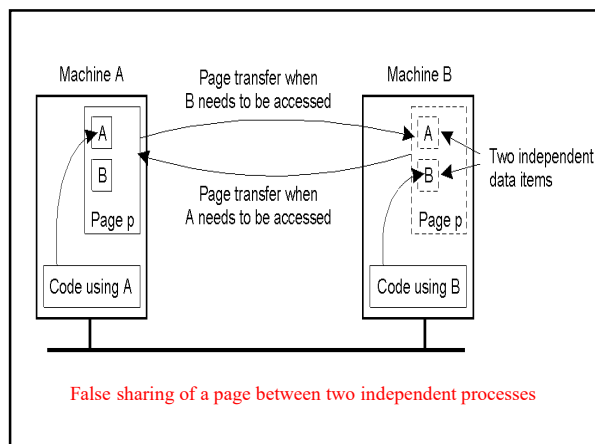 Machine A
Page transfer when
B needs to be accessed
Machine B
A
B
Page p
A
B
Page p
Two independent
data items
Page transfer when
A needs to be accessed
Code using A
Code using B
False sharing of a page between two independent processes